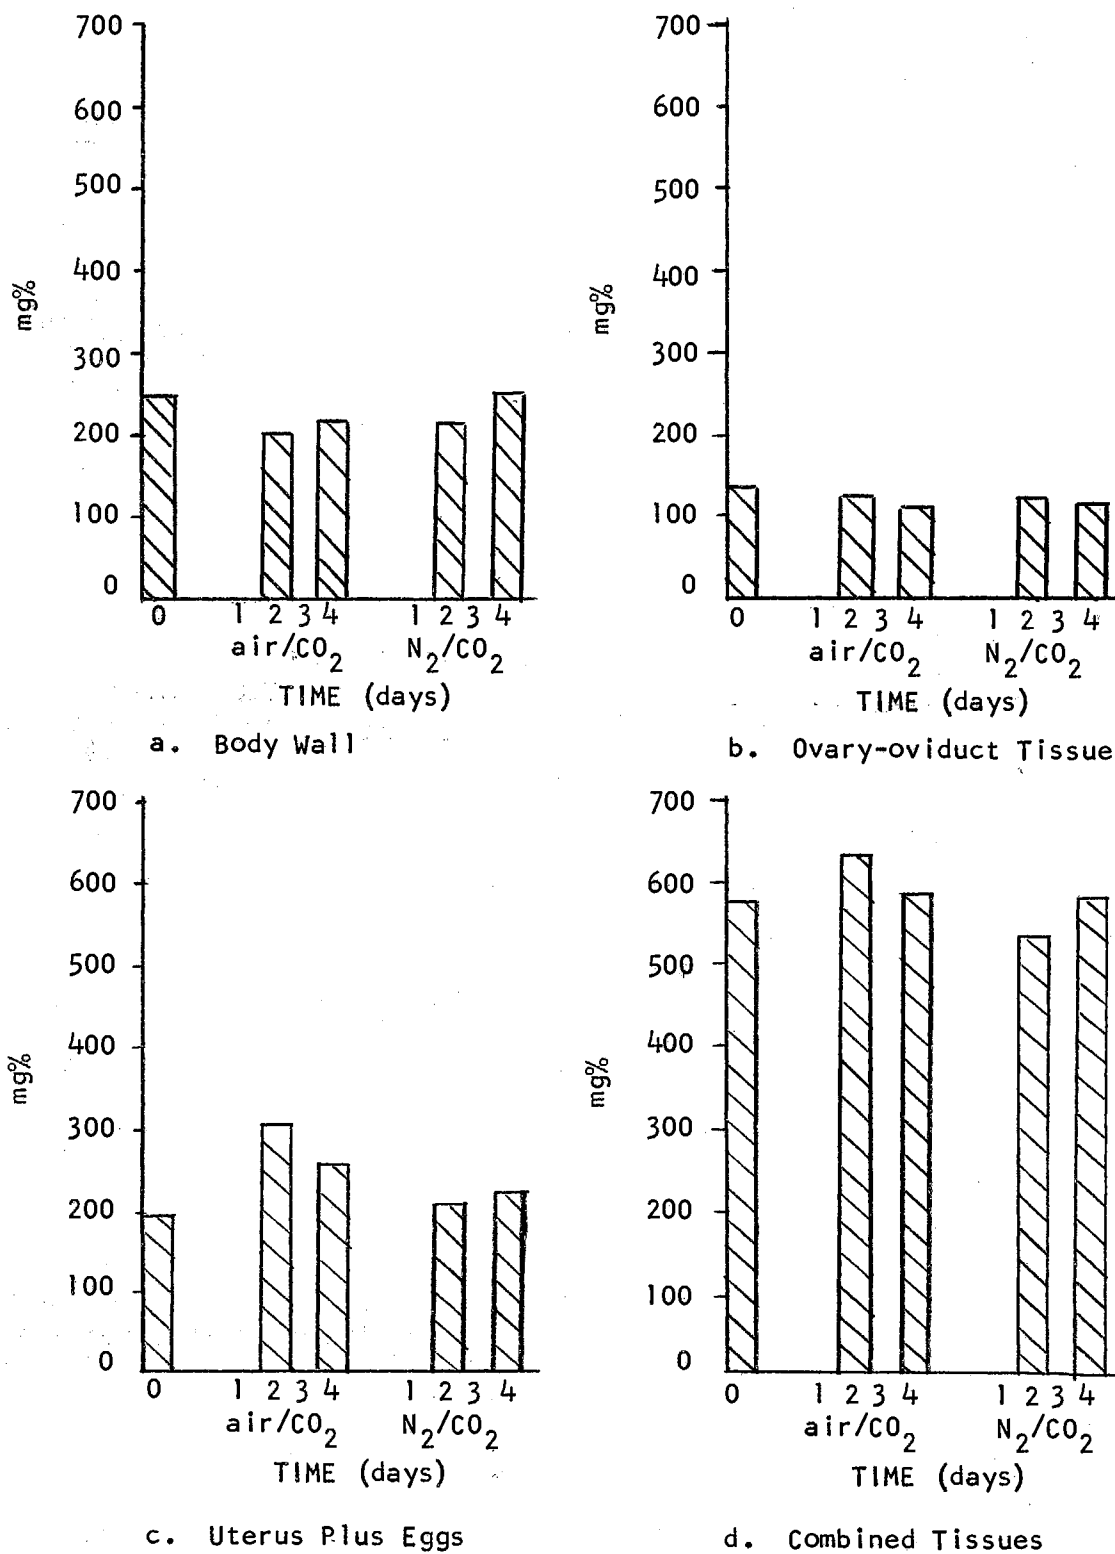 700
600
500
400
300
200
100
0
mg%
0 1 2 3 4 1 2 3 4
air/CO2 N2/CO2
TIME (days)
a. Body Wall
700
600
500
400
300
200
100
0
mg%
0 1 2 3 4 1 2 3 4
air/CO2 N2/CO2
TIME (days)
b. Ovary-oviduct Tissue
700
600
500
400
300
200
100
0
mg%
0 1 2 3 4 1 2 3 4
air/CO2 N2/CO2
TIME (days)
c. Uterus Plus Eggs
700
600
500
400
300
200
100
0
mg%
0 1 2 3 4 1 2 3 4
air/CO2 N2/CO2
TIME (days)
d. Combined Tissues